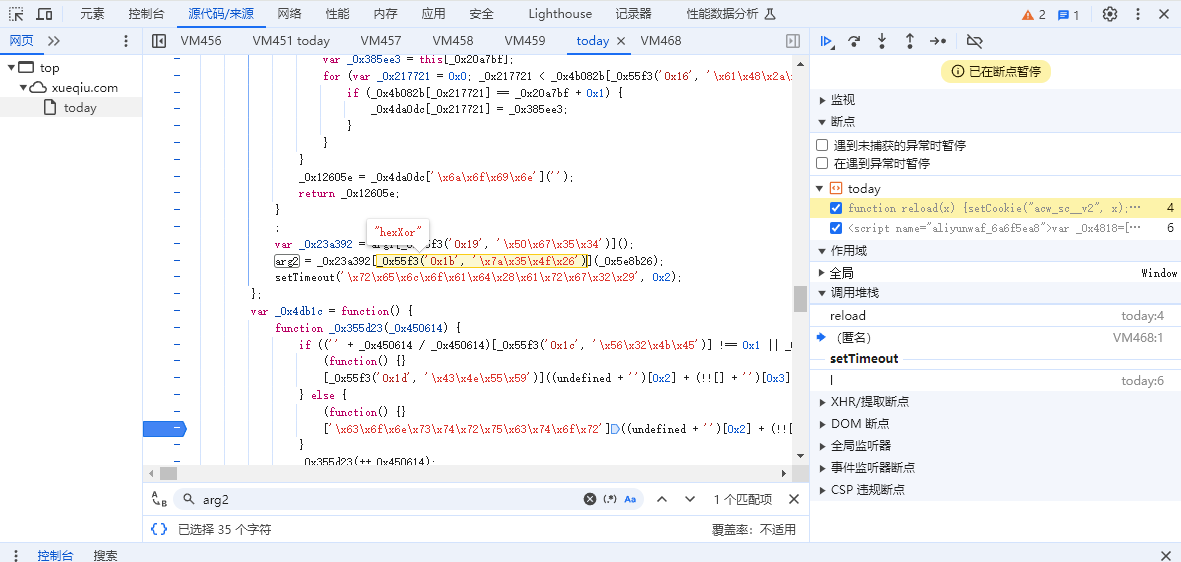 元素 控制台 源代码/来源 网络 性能 内存 应用 安全 Lighthouse 记录器 性能数据分析 2 1
网页 VM456 VM451 today VM457 VM458 VM459 today VM468
top
xueqiu.com
today
var _0x385ee3 = this[_0x20a7bf];
for (var _0x217721 = 0x0; _0x217721 < _0x4b082b[_0x55f3('0x16', '\x61\x48\x2a\x
if (_0x4b082b[_0x217721] == _0x20a7bf + 0x1) {
_0x4da0dc[_0x217721] = _0x385ee3;
}
}
}
_0x12605e = _0x4da0dc['\x6a\x6f\x69\x6e']('');
return _0x12605e;
}
;
"hexXor"
var _0x23a392 = arg1[_0x55f3('0x19', '\x50\x67\x35\x34')]();
arg2 = _0x23a392[_0x55f3('0x1b', '\x7a\x35\x4f\x26')](_0x5e8b26);
setTimeout('\x72\x65\x6c\x6f\x61\x64\x28\x61\x72\x67\x32\x29', 0x2);
};
var _0x4db1c = function() {
function _0x355d23(_0x450614) {
if (('' + _0x450614 / _0x450614)[_0x55f3('0x1c', '\x56\x32\x4b\x45')] !== 0x1 || _
(function() {}
[_0x55f3('0x1d', '\x43\x4e\x55\x59')]((undefined + '')[0x2] + (!![] + '')[0x3]
} else {
(function() {}
['\x63\x6f\x6e\x73\x74\x72\x75\x63\x74\x6f\x72']((undefined + '')[0x2] + (!![
}
_0x355d23(++_0x450614);
arg2 (.*) Aa 1 个匹配项
{} 已选择 35 个字符 覆盖率：不适用
控制台 搜索
已在断点暂停
监视
断点
遇到未捕获的异常时暂停
在遇到异常时暂停
today
function reload(x) {setCookie("acw_sc__v2", x);… 4
<script name="aliyunwaf_6a6f5ea8">var _0x4818=[… 6
作用域
全局 Window
调用堆栈
reload today:4
（匿名） VM468:1
setTimeout
l today:6
XHR/提取断点
DOM 断点
全局监听器
事件监听器断点
CSP 违规断点